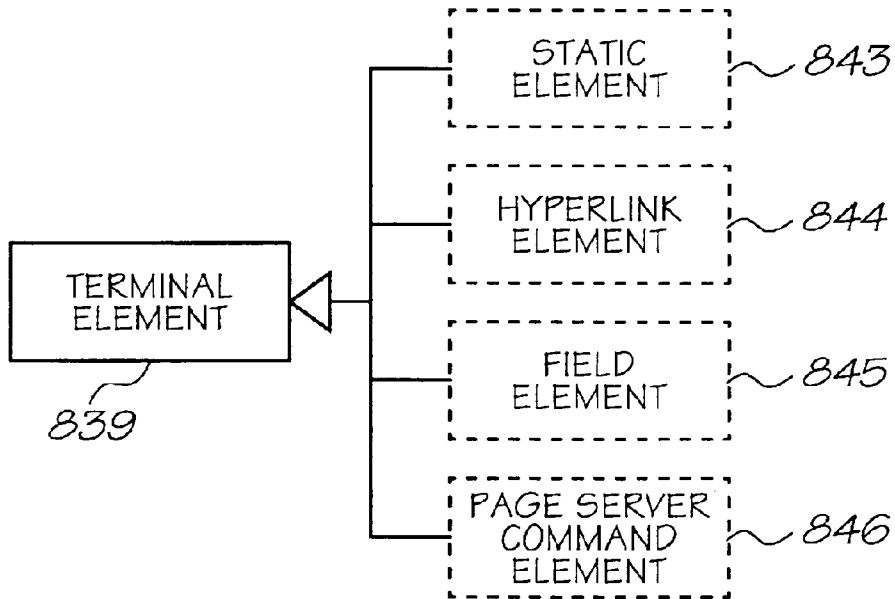 STATIC
ELEMENT
843
HYPERLINK
ELEMENT
844
TERMINAL
ELEMENT
839
FIELD
ELEMENT
845
PAGE SERVER
COMMAND
ELEMENT
846